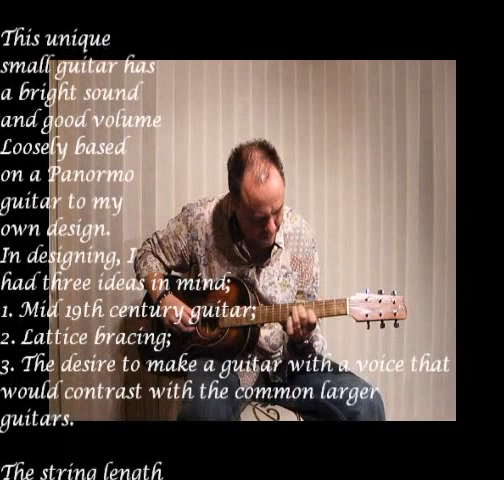 This unique
small guitar has
a bright sound
and good volume
Loosely based
on a Panormo
guitar to my
own design.
In designing, I
had three ideas in mind;
1. Mid 19th century guitar;
2. Lattice bracing;
3. The desire to make a guitar with a voice that
would contrast with the common larger
guitars.
The string length